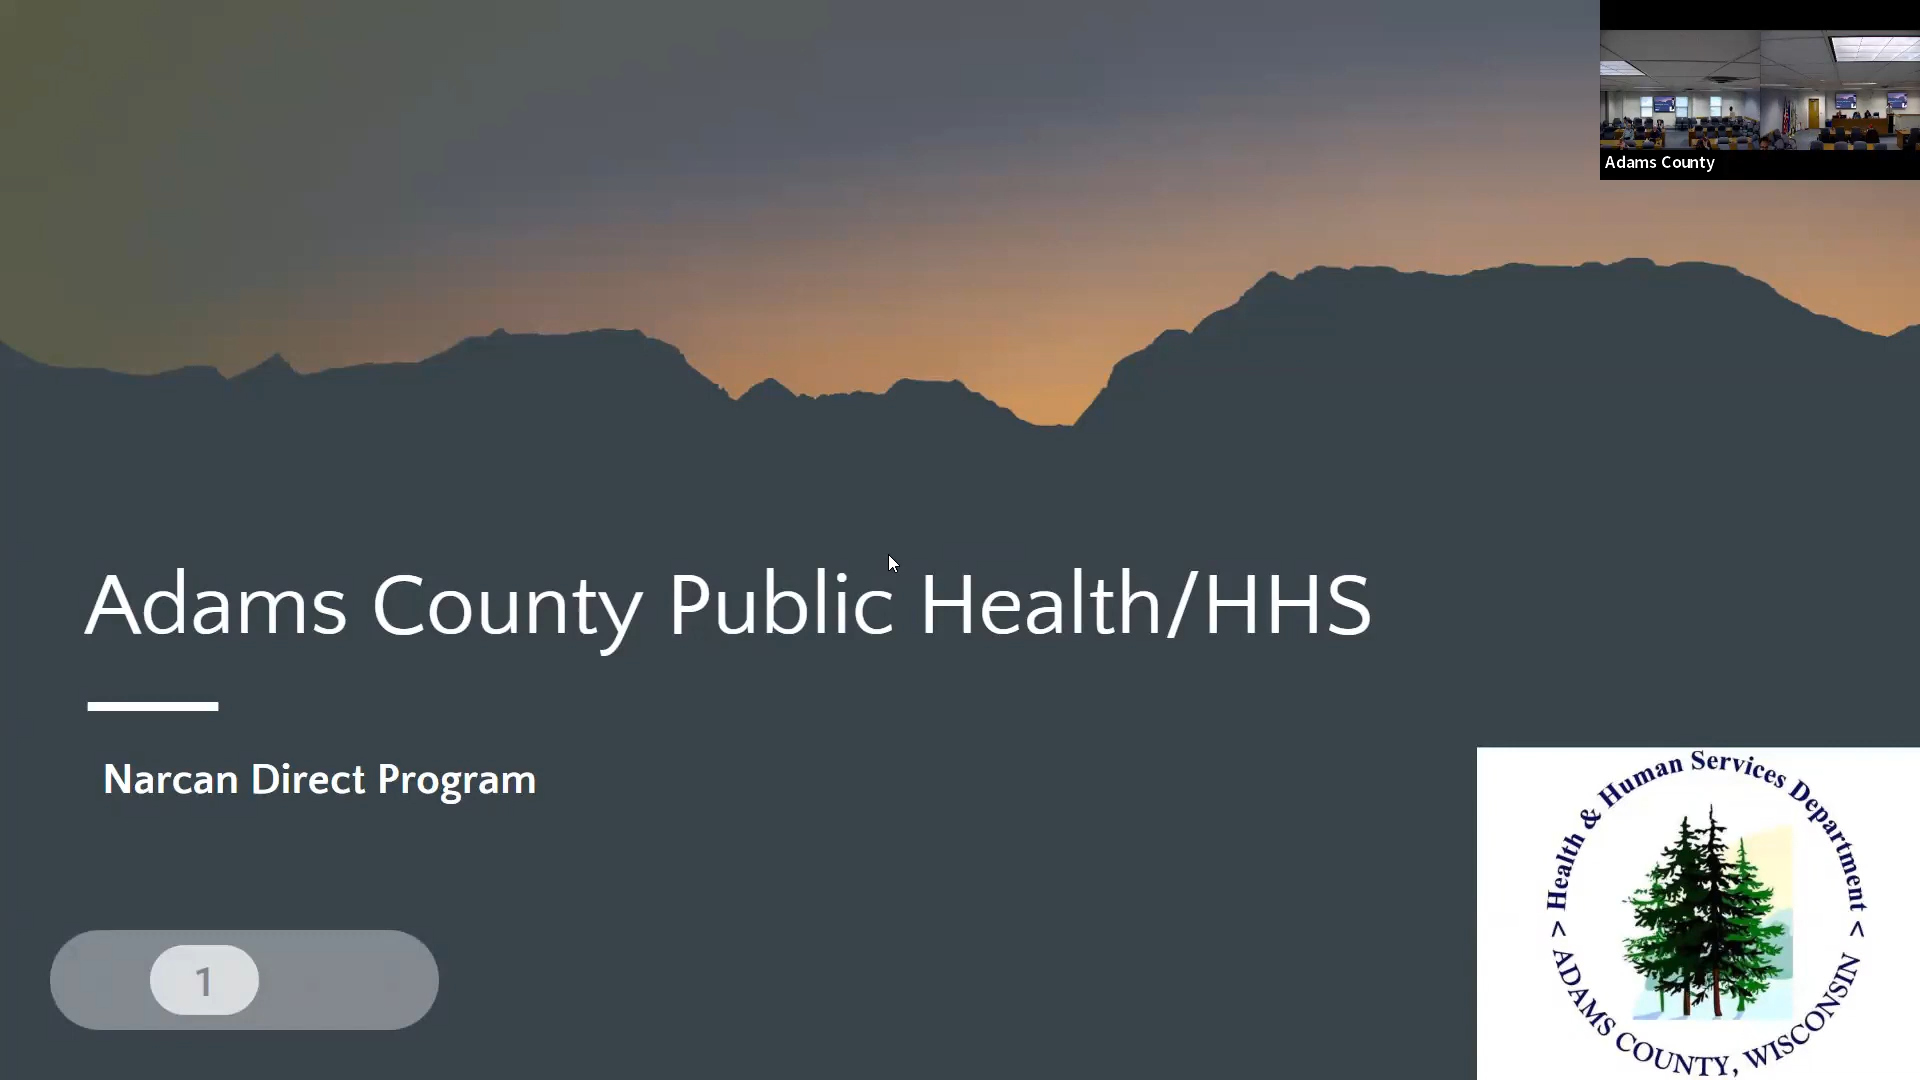 Adams County
Adams County Public Health/HHS
Narcan Direct Program
1
> Health & Human Services Department <
ADAMS COUNTY, WISCONSIN